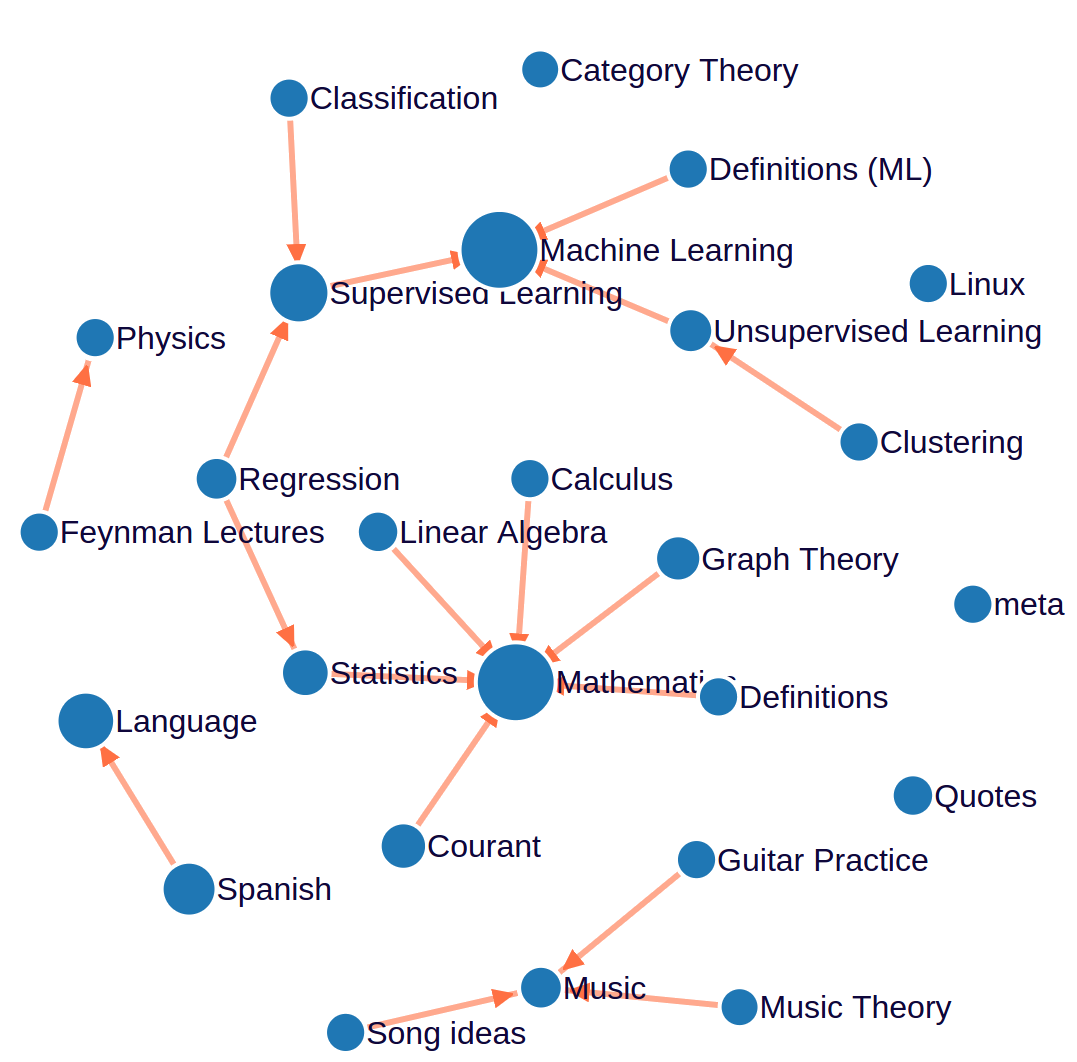 Category Theory
Classification
Definitions (ML)
Machine Learning
Linux
Supervised Learning
Unsupervised Learning
Physics
Clustering
Regression
Calculus
Feynman Lectures
Linear Algebra
Graph Theory
meta
Statistics
Mathematics
Definitions
Language
Quotes
Courant
Guitar Practice
Spanish
Music
Music Theory
Song ideas